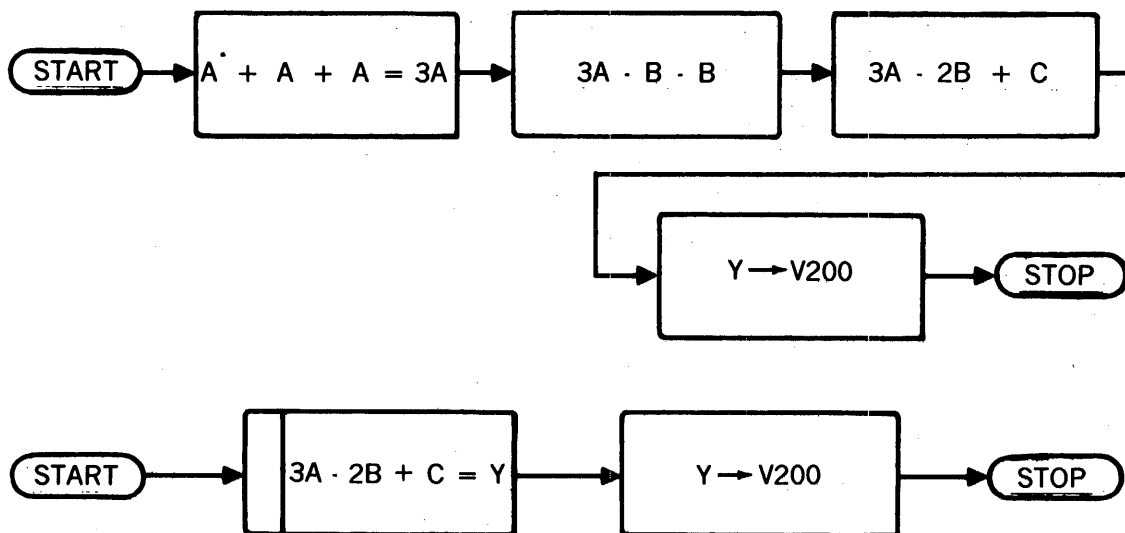 START
A + A + A = 3A
3A - B - B
3A - 2B + C
Y → V200
STOP
START
3A - 2B + C = Y
Y → V200
STOP